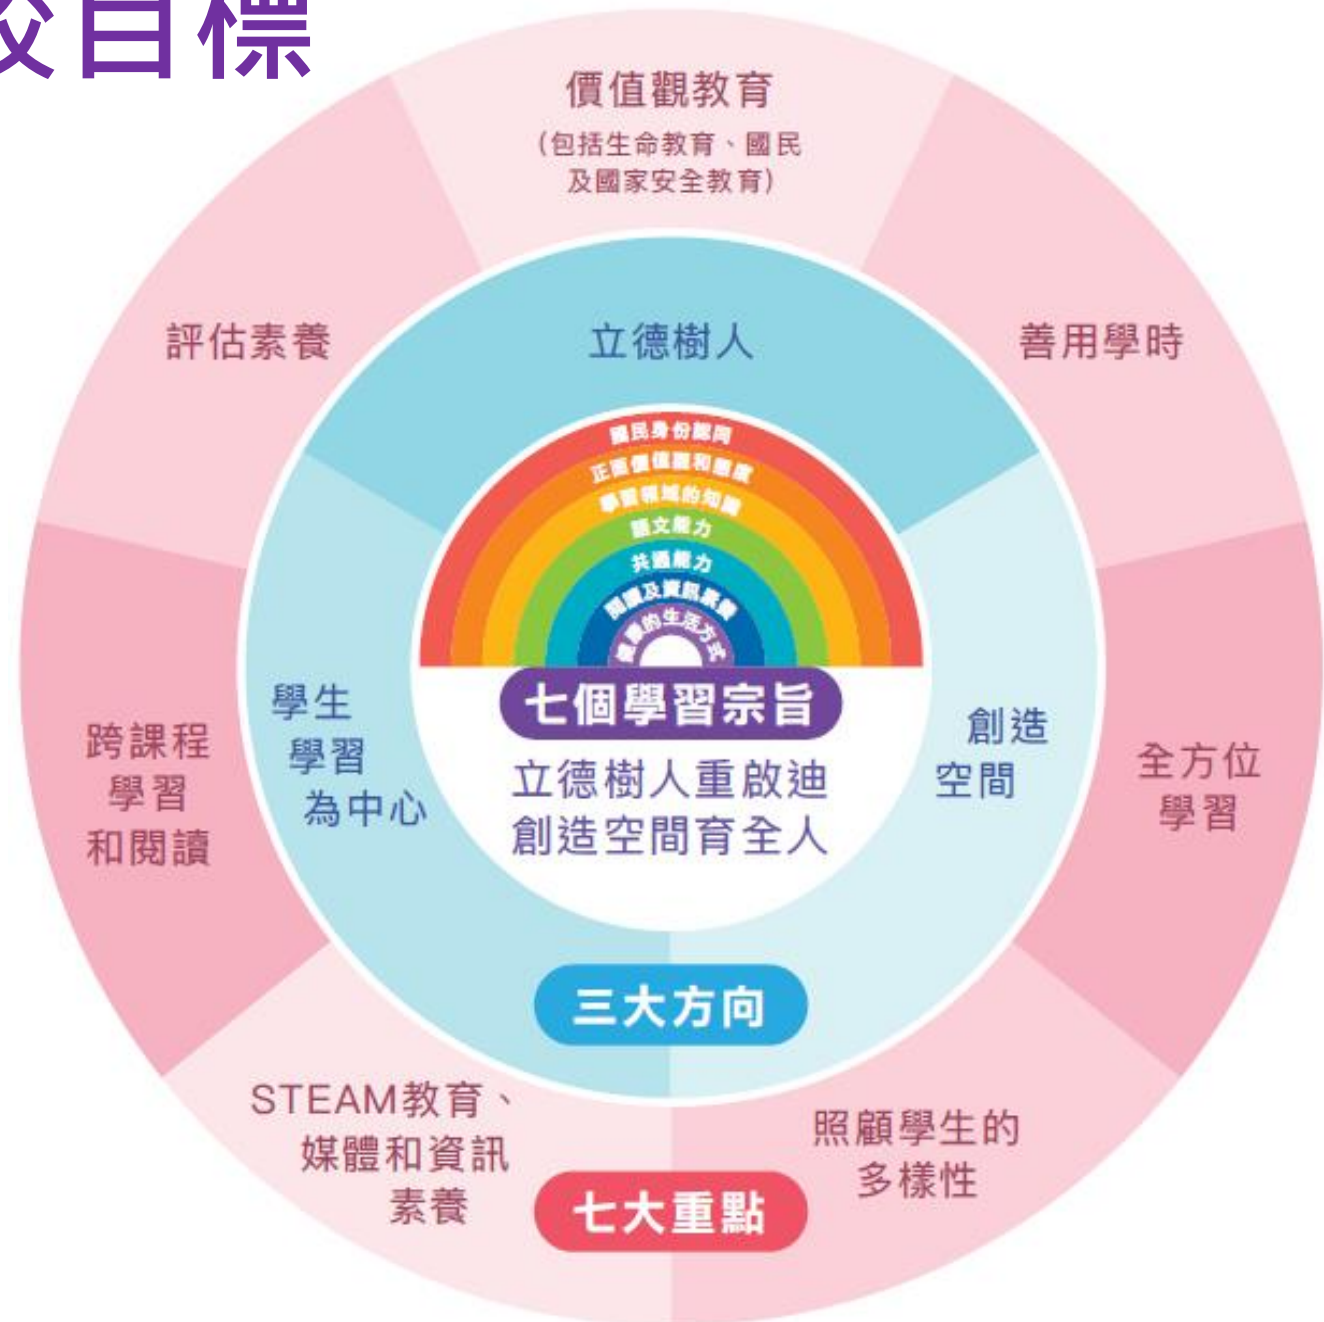 校目標
價值觀教育
(包括生命教育、國民
及國家安全教育)
評估素養
立德樹人
善用學時
國民身份認同
正面價值觀和態度
學習領域的知識
語文能力
共通能力
閱讀及資訊素養
健康的生活方式
七個學習宗旨
立德樹人重啟迪
創造空間育全人
學生
學習
為中心
創造
空間
跨課程
學習
和閱讀
全方位
學習
三大方向
STEAM教育、
媒體和資訊
素養
照顧學生的
多樣性
七大重點